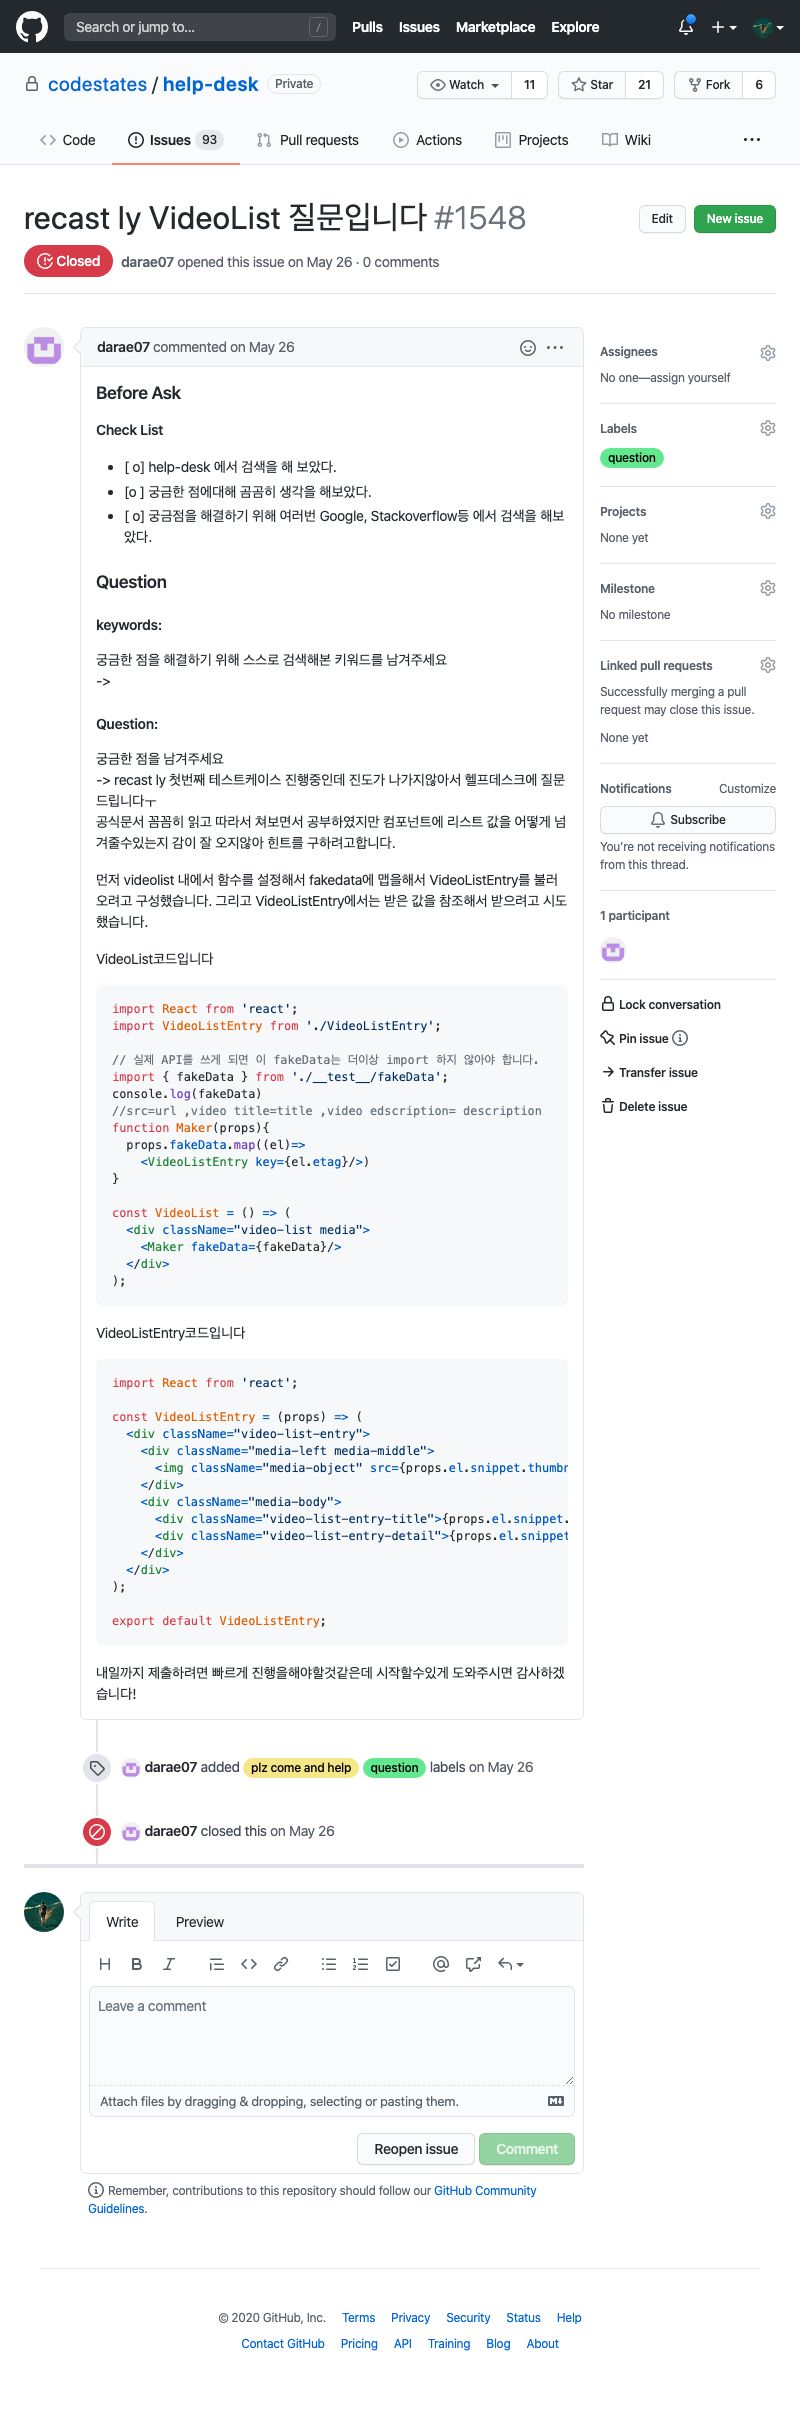 Search or jump to... /
Pulls Issues Marketplace Explore
codestates / help-desk Private
Watch 11 Star 21 Fork 6
Code Issues 93 Pull requests Actions Projects Wiki ...
recast ly VideoList 질문입니다 #1548
Edit New issue
Closed darae07 opened this issue on May 26 · 0 comments
darae07 commented on May 26
Before Ask
Check List
• [ o] help-desk 에서 검색을 해 보았다.
• [o ] 궁금한 점에대해 곰곰히 생각을 해보았다.
• [ o] 궁금점을 해결하기 위해 여러번 Google, Stackoverflow등 에서 검색을 해보
았다.
Question
keywords:
궁금한 점을 해결하기 위해 스스로 검색해본 키워드를 남겨주세요
->
Question:
궁금한 점을 남겨주세요
-> recast ly 첫번째 테스트케이스 진행중인데 진도가 나가지않아서 헬프데스크에 질문
드립니다ㅜ
공식문서 꼼꼼히 읽고 따라서 쳐보면서 공부하였지만 컴포넌트에 리스트 값을 어떻게 넘
겨줄수있는지 감이 잘 오지않아 힌트를 구하려고합니다.
먼저 videolist 내에서 함수를 설정해서 fakedata에 맵을해서 VideoListEntry를 불러
오려고 구성했습니다. 그리고 VideoListEntry에서는 받은 값을 참조해서 받으려고 시도
했습니다.
VideoList코드입니다
import React from 'react';
import VideoListEntry from './VideoListEntry';
// 실제 API를 쓰게 되면 이 fakeData는 더이상 import 하지 않아야 합니다.
import { fakeData } from './__test__/fakeData';
console.log(fakeData)
//src=url ,video title=title ,video edscription= description
function Maker(props){
  props.fakeData.map((el)=>
    <VideoListEntry key={el.etag}/>)
}
const VideoList = () => (
  <div className="video-list media">
    <Maker fakeData={fakeData}/>
  </div>
);
VideoListEntry코드입니다
import React from 'react';
const VideoListEntry = (props) => (
  <div className="video-list-entry">
    <div className="media-left media-middle">
      <img className="media-object" src={props.el.snippet.thumbn
    </div>
    <div className="media-body">
      <div className="video-list-entry-title">{props.el.snippet.
      <div className="video-list-entry-detail">{props.el.snippet
    </div>
  </div>
);
export default VideoListEntry;
내일까지 제출하려면 빠르게 진행을해야할것같은데 시작할수있게 도와주시면 감사하겠
습니다!
Assignees
No one—assign yourself
Labels
question
Projects
None yet
Milestone
No milestone
Linked pull requests
Successfully merging a pull
request may close this issue.
None yet
Notifications Customize
Subscribe
You're not receiving notifications
from this thread.
1 participant
Lock conversation
Pin issue
Transfer issue
Delete issue
darae07 added plz come and help question labels on May 26
darae07 closed this on May 26
Write Preview
H B I
Leave a comment
Attach files by dragging & dropping, selecting or pasting them.
Reopen issue Comment
Remember, contributions to this repository should follow our GitHub Community
Guidelines.
© 2020 GitHub, Inc. Terms Privacy Security Status Help
Contact GitHub Pricing API Training Blog About